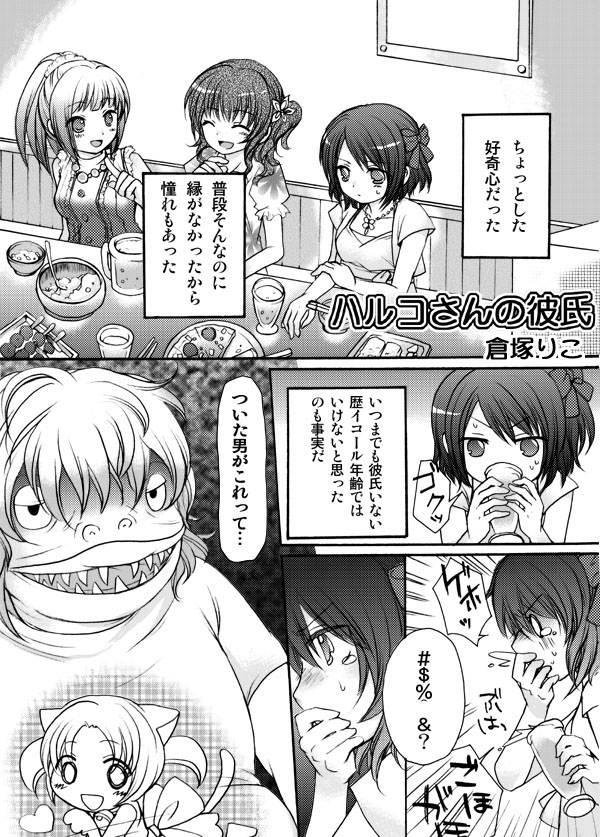 ちょっとした
好奇心だった
普段そんなのに
縁がなかったから
憧れもあった
ハルコさんの彼氏
倉塚りこ
いつまでも彼氏いない
歴イコール年齢では
いけないと思った
のも事実だ
ゴクッ
ついた男がこれって…
ゲホッ
ぶはっ
ごほ
ごほ
#$% &?